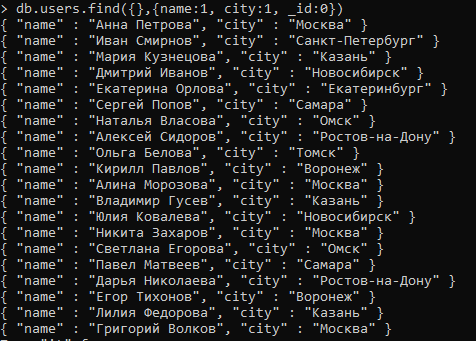 > db.users.find({},{name:1, city:1, _id:0})
{ "name" : "Анна Петрова", "city" : "Москва" }
{ "name" : "Иван Смирнов", "city" : "Санкт-Петербург" }
{ "name" : "Мария Кузнецова", "city" : "Казань" }
{ "name" : "Дмитрий Иванов", "city" : "Новосибирск" }
{ "name" : "Екатерина Орлова", "city" : "Екатеринбург" }
{ "name" : "Сергей Попов", "city" : "Самара" }
{ "name" : "Наталья Власова", "city" : "Омск" }
{ "name" : "Алексей Сидоров", "city" : "Ростов-на-Дону" }
{ "name" : "Ольга Белова", "city" : "Томск" }
{ "name" : "Кирилл Павлов", "city" : "Воронеж" }
{ "name" : "Алина Морозова", "city" : "Москва" }
{ "name" : "Владимир Гусев", "city" : "Казань" }
{ "name" : "Юлия Ковалева", "city" : "Новосибирск" }
{ "name" : "Никита Захаров", "city" : "Москва" }
{ "name" : "Светлана Егорова", "city" : "Омск" }
{ "name" : "Павел Матвеев", "city" : "Самара" }
{ "name" : "Дарья Николаева", "city" : "Ростов-на-Дону" }
{ "name" : "Егор Тихонов", "city" : "Воронеж" }
{ "name" : "Лилия Федорова", "city" : "Казань" }
{ "name" : "Григорий Волков", "city" : "Москва" }